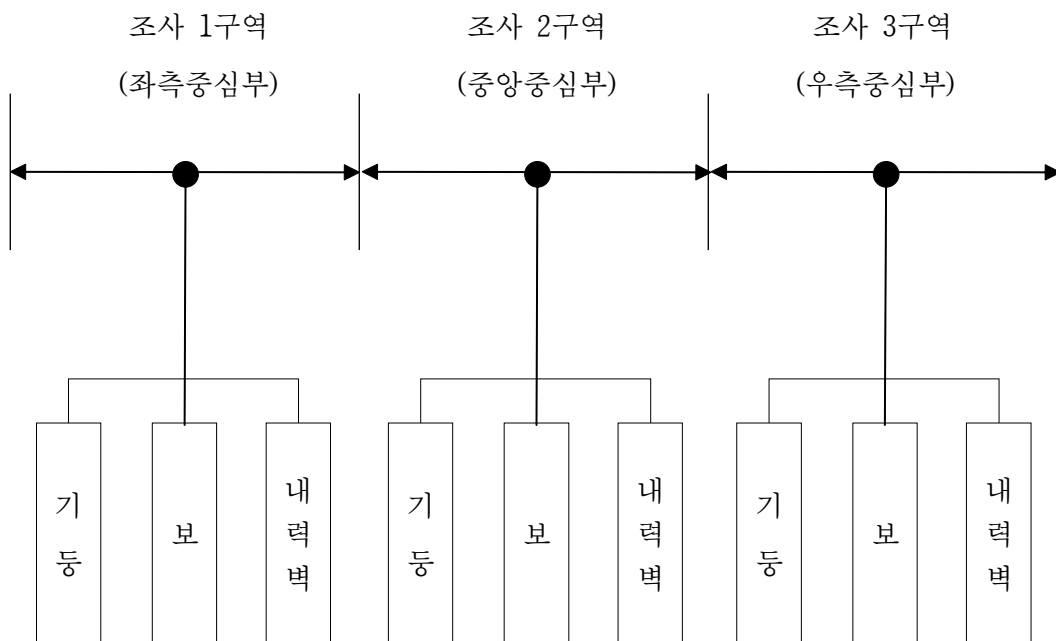 조사 1구역
조사 2구역
조사 3구역
(좌측중심부)
(중앙중심부)
(우측중심부)
기둥
보
내력벽
기둥
보
내력벽
기둥
보
내력벽